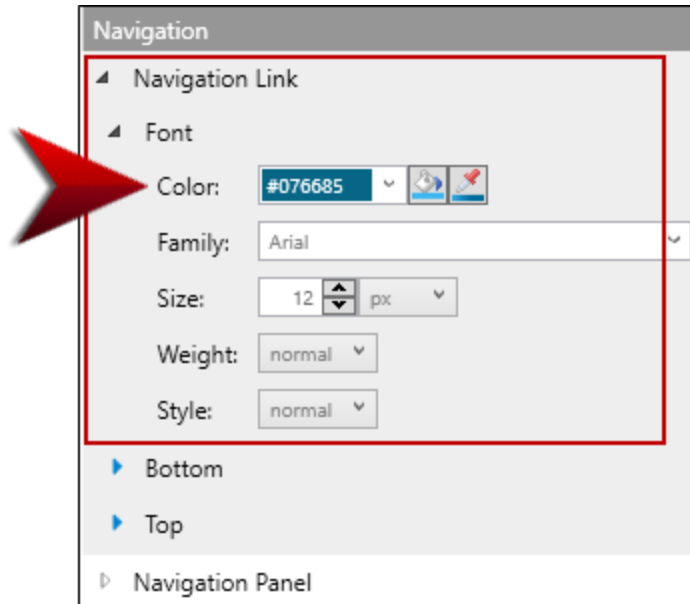 Navigation
Navigation Link
Font
Color: #076685
Family: Arial
Size: 12 px
Weight: normal
Style: normal
Bottom
Top
Navigation Panel